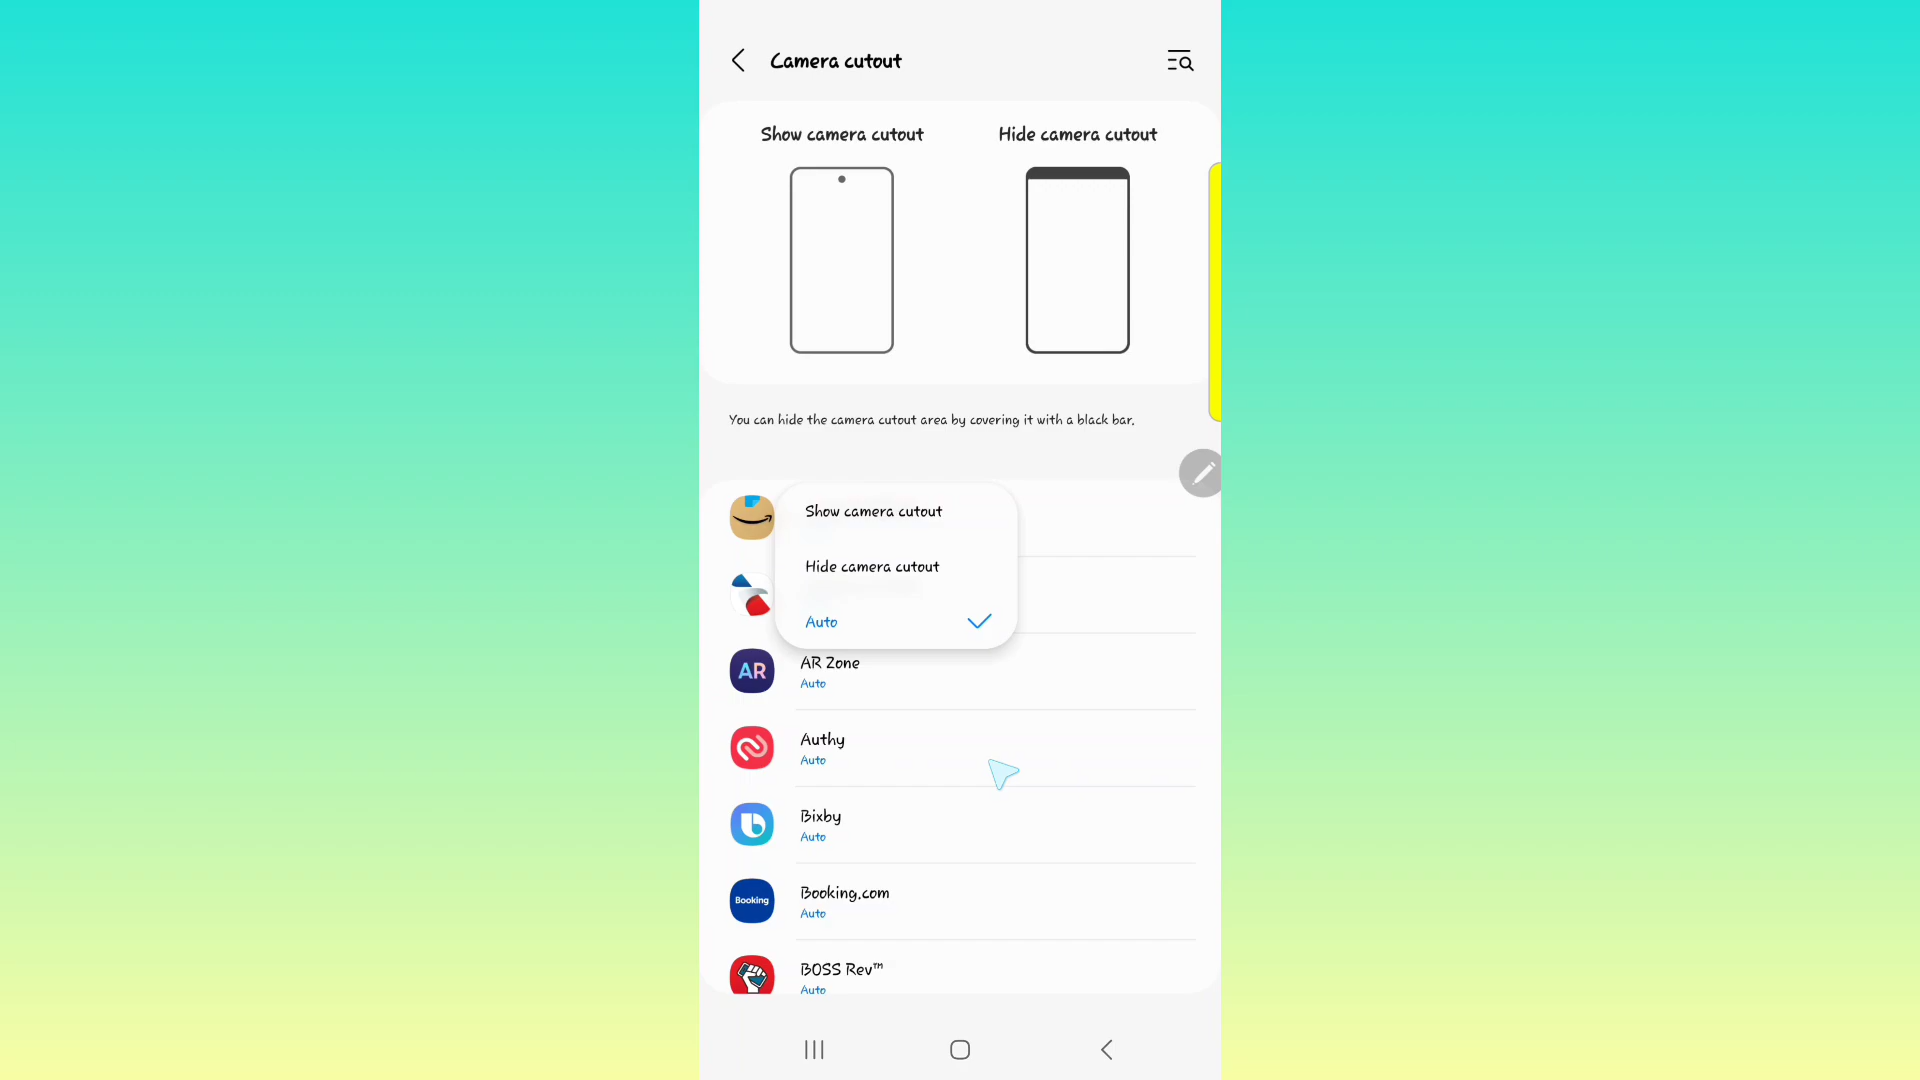 Camera cutout
Show camera cutout
Hide camera cutout
You can hide the camera cutout area by covering it with a black bar.
Show camera cutout
Hide camera cutout
Auto
AR
AR Zone
Auto
Authy
Auto
Bixby
Auto
Booking
Booking.com
Auto
BOSS Rev™
Auto